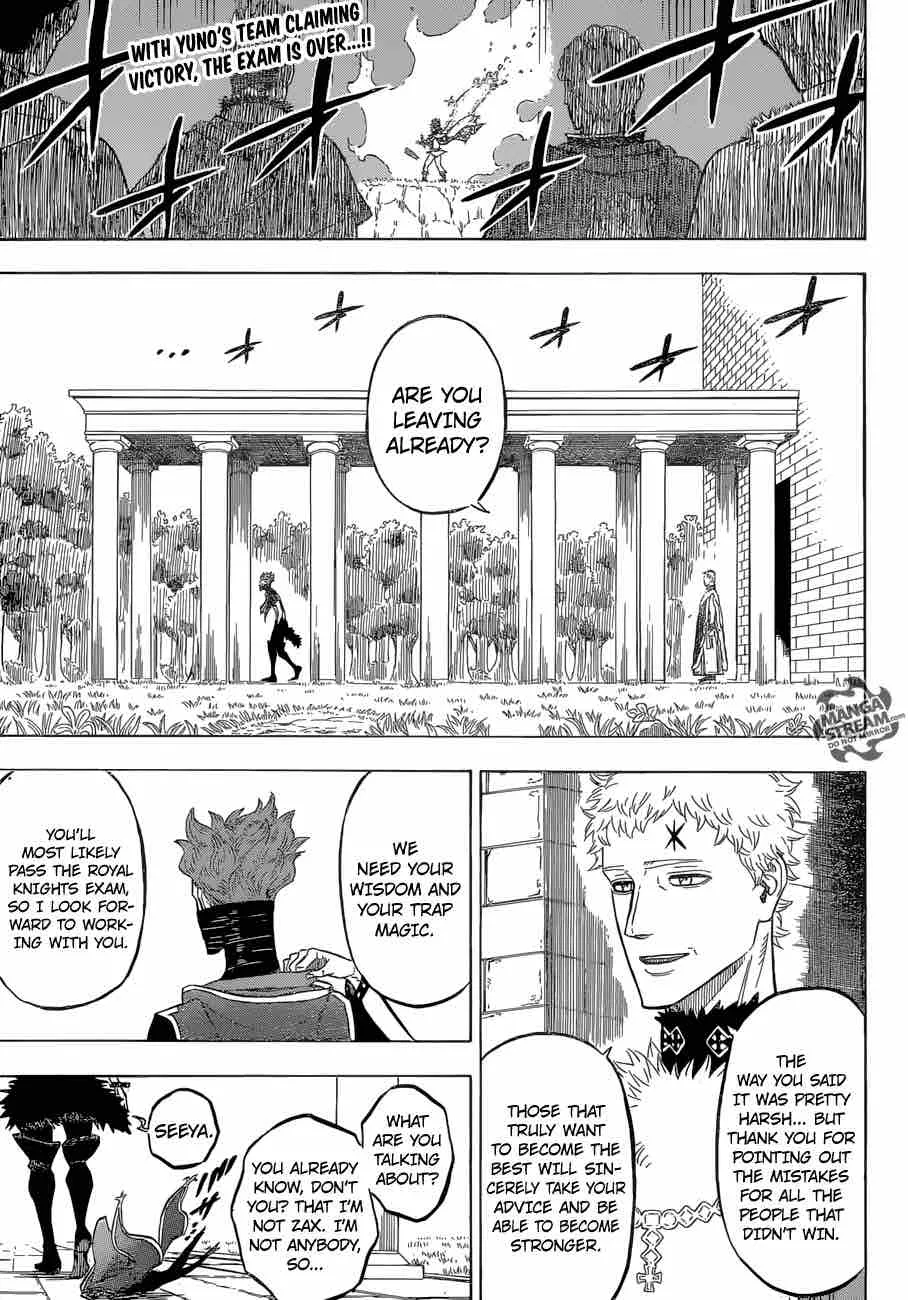 WITH YUNO'S TEAM CLAIMING
VICTORY, THE EXAM IS OVER...!!
...
ARE YOU
LEAVING
ALREADY?
MANGA
STREAM
DO NOT MIRROR
THE
WAY YOU SAID
IT WAS PRETTY
HARSH... BUT
THANK YOU FOR
POINTING OUT
THE MISTAKES
FOR ALL THE
PEOPLE THAT
DIDN'T WIN.
THOSE THAT
TRULY WANT
TO BECOME THE
BEST WILL SIN-
CERELY TAKE YOUR
ADVICE AND BE
ABLE TO BECOME
STRONGER.
WE
NEED YOUR
WISDOM AND
YOUR TRAP
MAGIC.
YOU'LL
MOST LIKELY
PASS THE ROYAL
KNIGHTS EXAM,
SO I LOOK FOR-
WARD TO WORK-
ING WITH YOU.
WHAT
ARE YOU
TALKING
ABOUT?
YOU ALREADY
KNOW, DON'T
YOU? THAT I'M
NOT ZAX. I'M
NOT ANYBODY,
SO...
SEEYA.